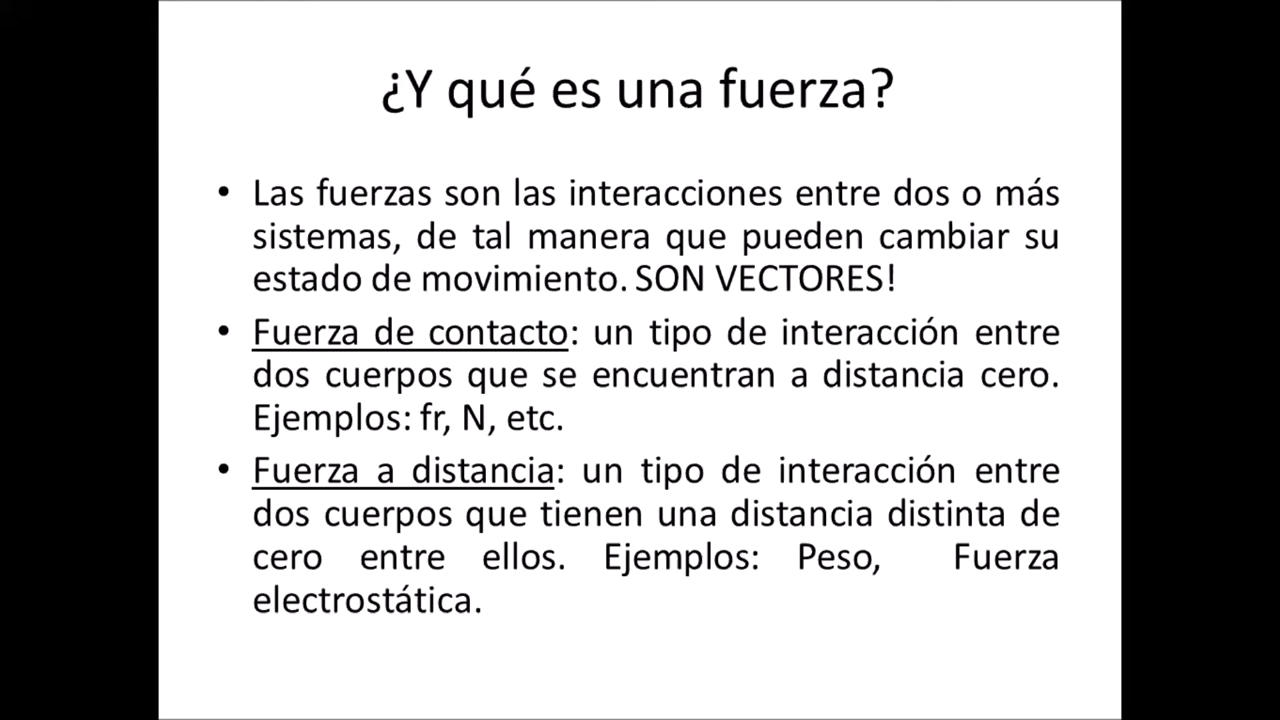 ¿Y qué es una fuerza?
• Las fuerzas son las interacciones entre dos o más
sistemas, de tal manera que pueden cambiar su
estado de movimiento. SON VECTORES!
• Fuerza de contacto: un tipo de interacción entre
dos cuerpos que se encuentran a distancia cero.
Ejemplos: fr, N, etc.
• Fuerza a distancia: un tipo de interacción entre
dos cuerpos que tienen una distancia distinta de
cero entre ellos. Ejemplos: Peso, Fuerza
electrostática.